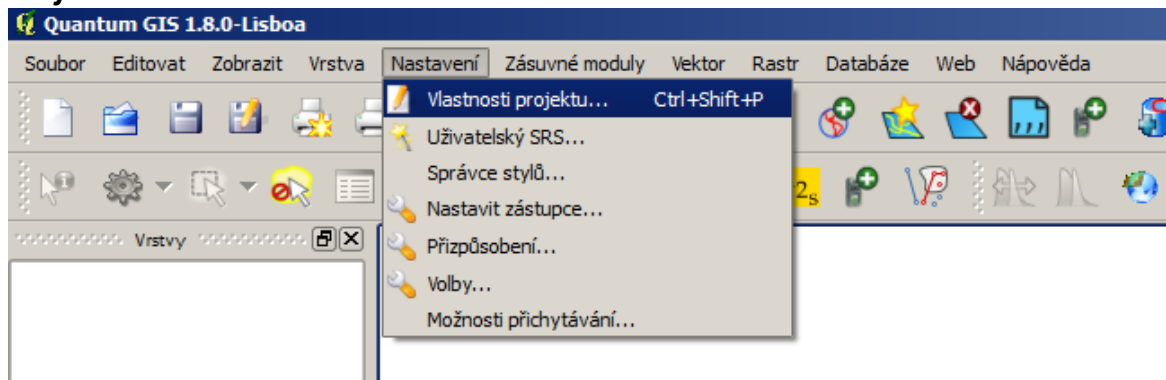 Quantum GIS 1.8.0-Lisboa
Soubor Editovat Zobrazit Vrstva Nastavení Zásuvné moduly Vektor Rastr Databáze Web Nápověda
Vlastnosti projektu... Ctrl+Shift+P
Uživatelský SRS...
Správce stylů...
Nastavit zástupce...
Přizpůsobení...
Volby...
Možnosti přichytávání...
Vrstvy